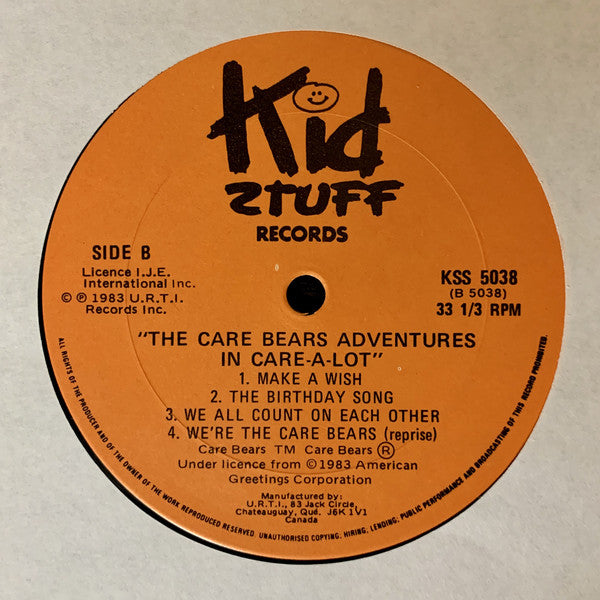 Kid
STUFF
RECORDS
SIDE B
Licence I.J.E.
International Inc.
© ℗ 1983 U.R.T.I.
Records Inc.
KSS 5038
(B 5038)
33 1/3 RPM
"THE CARE BEARS ADVENTURES
IN CARE-A-LOT"
1. MAKE A WISH
2. THE BIRTHDAY SONG
3. WE ALL COUNT ON EACH OTHER
4. WE'RE THE CARE BEARS (reprise)
Care Bears TM Care Bears ®
Under licence from © 1983 American
Greetings Corporation
Manufactured by:
U.R.T.I., 83 Jack Circle,
Chateauguay, Qué. J6K 1V1
Canada
ALL RIGHTS OF THE PRODUCER AND OF THE OWNER OF THE WORK REPRODUCED RESERVED. UNAUTHORISED COPYING, HIRING, LENDING, PUBLIC PERFORMANCE AND BROADCASTING OF THIS RECORD PROHIBITED.